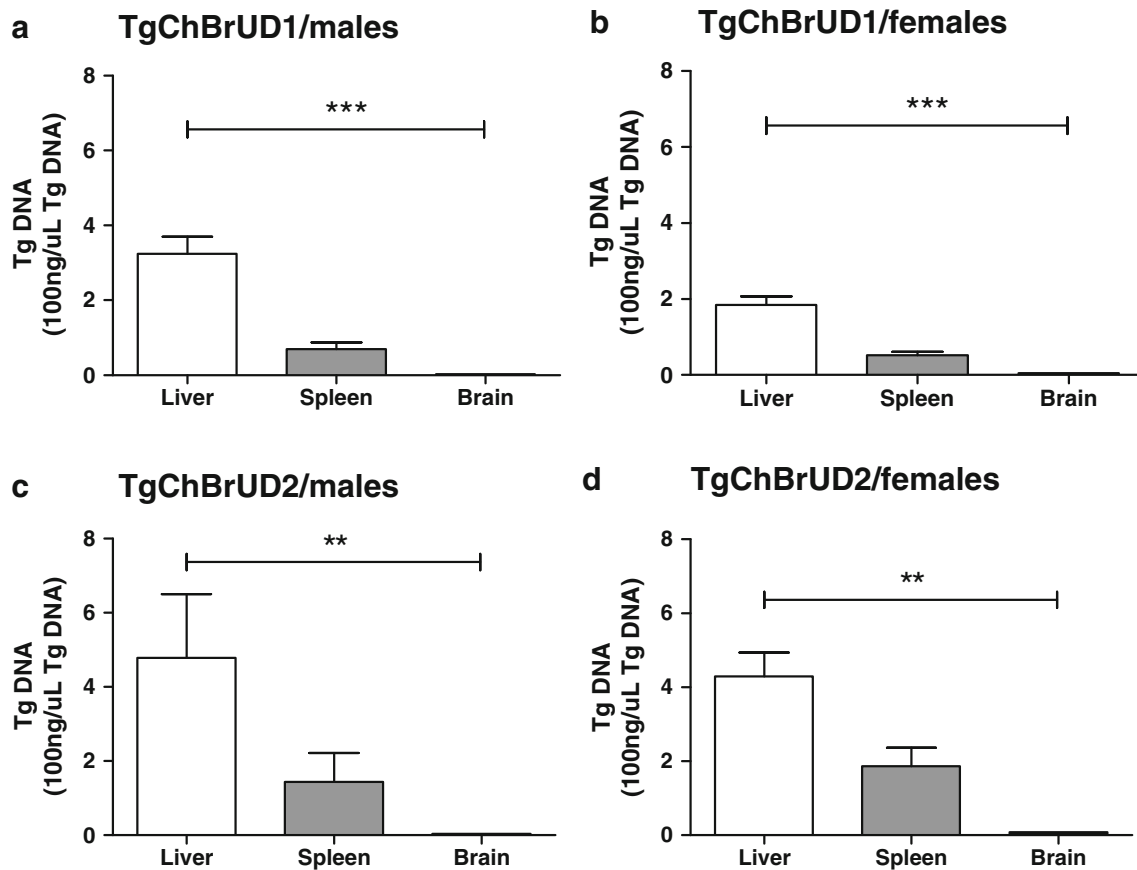 a TgChBrUD1/males
Tg DNA
(100ng/uL Tg DNA)
8
6
4
2
0
***
Liver Spleen Brain
b TgChBrUD1/females
Tg DNA
(100ng/uL Tg DNA)
8
6
4
2
0
***
Liver Spleen Brain
c TgChBrUD2/males
Tg DNA
(100ng/uL Tg DNA)
8
6
4
2
0
**
Liver Spleen Brain
d TgChBrUD2/females
Tg DNA
(100ng/uL Tg DNA)
8
6
4
2
0
**
Liver Spleen Brain